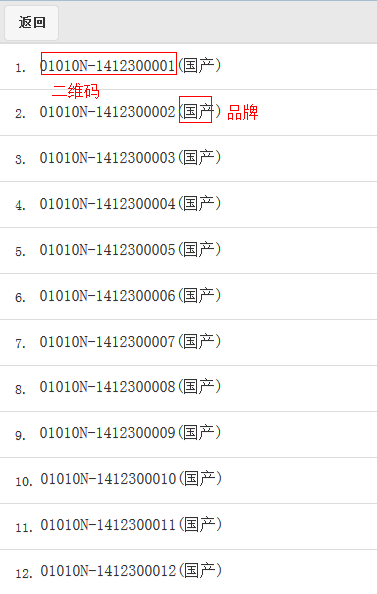 返回
1. 01010N-1412300001(国产)
二维码
2. 01010N-1412300002(国产) 品牌
3. 01010N-1412300003(国产)
4. 01010N-1412300004(国产)
5. 01010N-1412300005(国产)
6. 01010N-1412300006(国产)
7. 01010N-1412300007(国产)
8. 01010N-1412300008(国产)
9. 01010N-1412300009(国产)
10. 01010N-1412300010(国产)
11. 01010N-1412300011(国产)
12. 01010N-1412300012(国产)